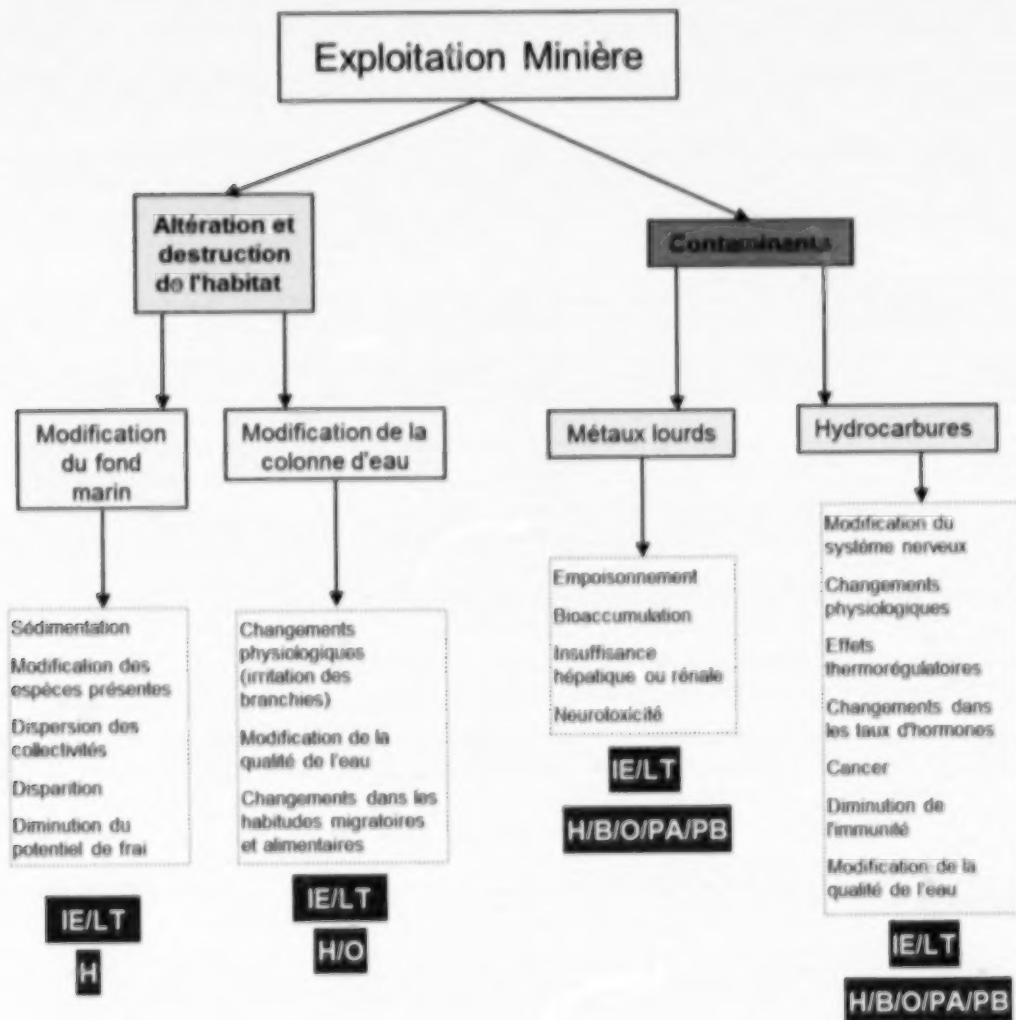 Exploitation Minière
Altération et
destruction
de l'habitat
Contaminants
Modification
du fond
marin
Modification de la
colonne d'eau
Métaux lourds
Hydrocarbures
Sédimentation
Modification des
espèces présentes
Dispersion des
collectivités
Disparition
Diminution du
potentiel de frai
IE/LT
H
Changements
physiologiques
(irritation des
branchies)
Modification de la
qualité de l'eau
Changements dans les
habitudes migratoires
et alimentaires
IE/LT
H/O
Empoisonnement
Bioaccumulation
Insuffisance
hépatique ou rénale
Neurotoxicité
IE/LT
H/B/O/PA/PB
Modification du
système nerveux
Changements
physiologiques
Effets
thermorégulatoires
Changements dans
les taux d'hormones
Cancer
Diminution de
l'immunité
Modification de la
qualité de l'eau
IE/LT
H/B/O/PA/PB